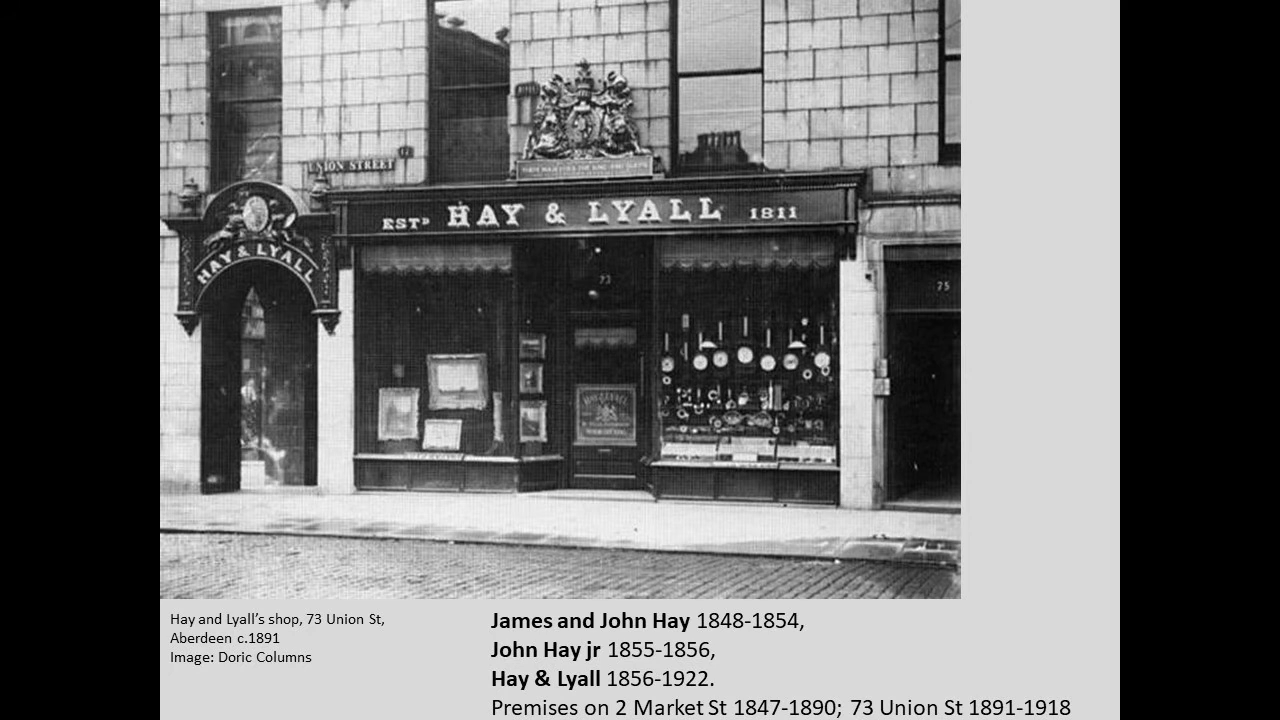 UNION STREET
ESTD HAY & LYALL 1811
HAY & LYALL
73
75
Hay and Lyall's shop, 73 Union St,
Aberdeen c.1891
Image: Doric Columns
James and John Hay 1848-1854,
John Hay jr 1855-1856,
Hay & Lyall 1856-1922.
Premises on 2 Market St 1847-1890; 73 Union St 1891-1918